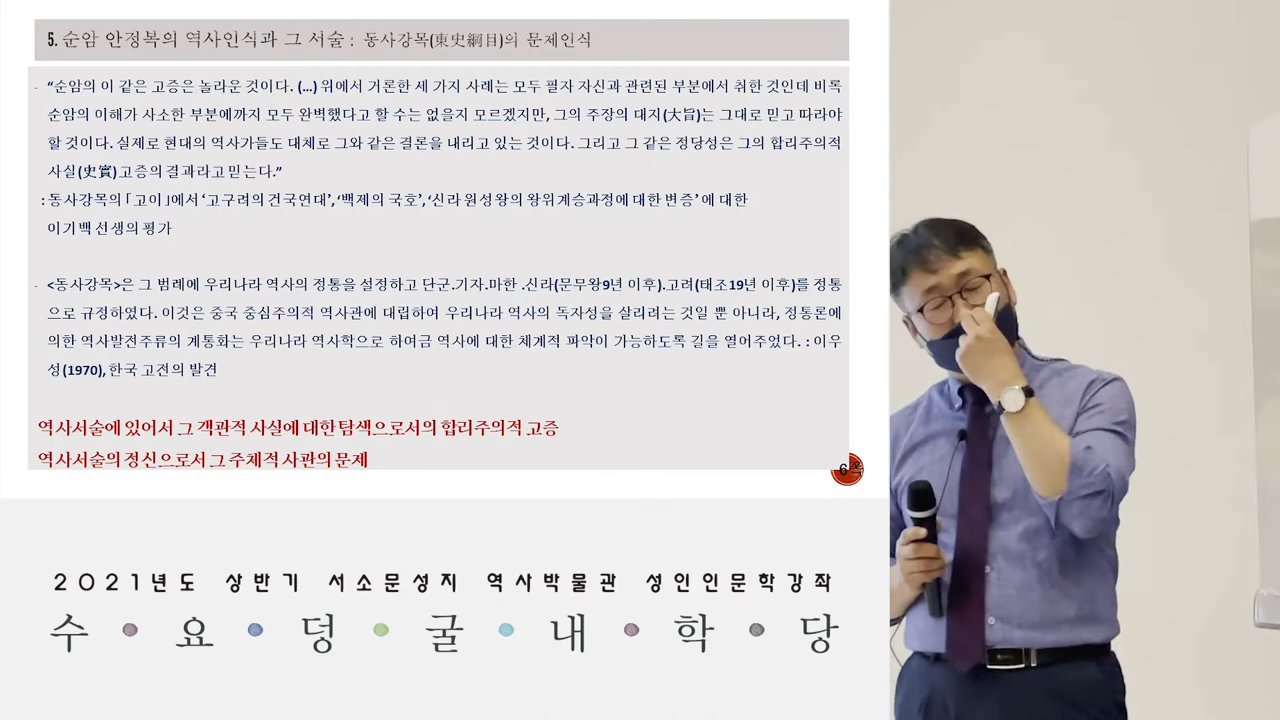 5. 순암 안정복의 역사인식과 그 서술 : 동사강목(東史綱目)의 문제인식
- “순암의 이 같은 고증은 놀라운 것이다. (...) 위에서 거론한 세 가지 사례는 모두 필자 자신과 관련된 부분에서 취한 것인데 비록
순암의 이해가 사소한 부분에까지 모두 완벽했다고 할 수는 없을지 모르겠지만, 그의 주장의 대지(大旨)는 그대로 믿고 따라야
할 것이다. 실제로 현대의 역사가들도 대체로 그와 같은 결론을 내리고 있는 것이다. 그리고 그 같은 정당성은 그의 합리주의적
사실(史實)고증의 결과라고 믿는다.”
: 동사강목의 ｢고이｣에서 ‘고구려의 건국연대’, ‘백제의 국호’, ‘신라 원성왕의 왕위계승과정에 대한 변증’ 에 대한
이기백 선생의 평가
- <동사강목>은 그 범례에 우리나라 역사의 정통을 설정하고 단군.기자.마한 .신라(문무왕9년 이후).고려(태조19년 이후)를 정통
으로 규정하였다. 이것은 중국 중심주의적 역사관에 대립하여 우리나라 역사의 독자성을 살리려는 것일 뿐 아니라, 정통론에
의한 역사발전주류의 계통화는 우리나라 역사학으로 하여금 역사에 대한 체계적 파악이 가능하도록 길을 열어주었다. : 이우
성(1970), 한국 고전의 발견
역사서술에 있어서 그 객관적 사실에 대한 탐색으로서의 합리주의적 고증
역사서술의 정신으로서 그 주체적 사관의 문제
6
2021년도 상반기 서소문성지 역사박물관 성인인문학강좌
수·요·덩·굴·내·학·당